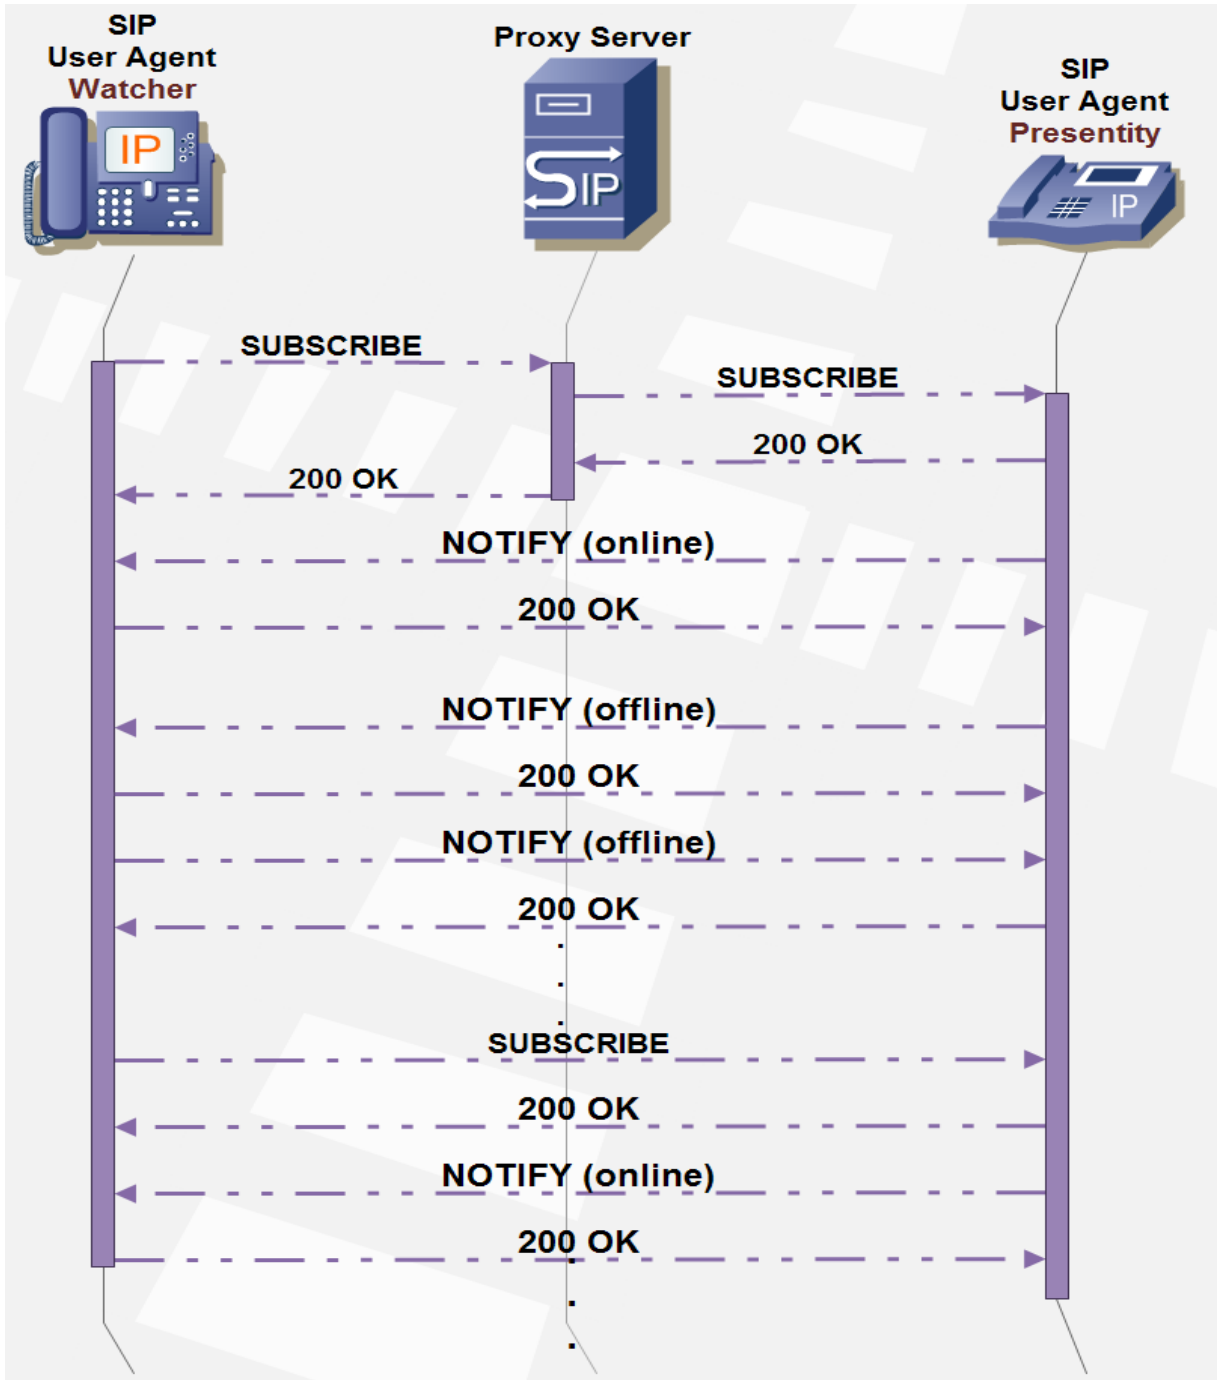 SIP
User Agent
Watcher
IP
Proxy Server
SIP
SIP
User Agent
Presentity
IP
SUBSCRIBE
SUBSCRIBE
200 OK
200 OK
NOTIFY (online)
200 OK
NOTIFY (offline)
200 OK
NOTIFY (offline)
200 OK
.
.
.
SUBSCRIBE
200 OK
NOTIFY (online)
200 OK
.
.
.